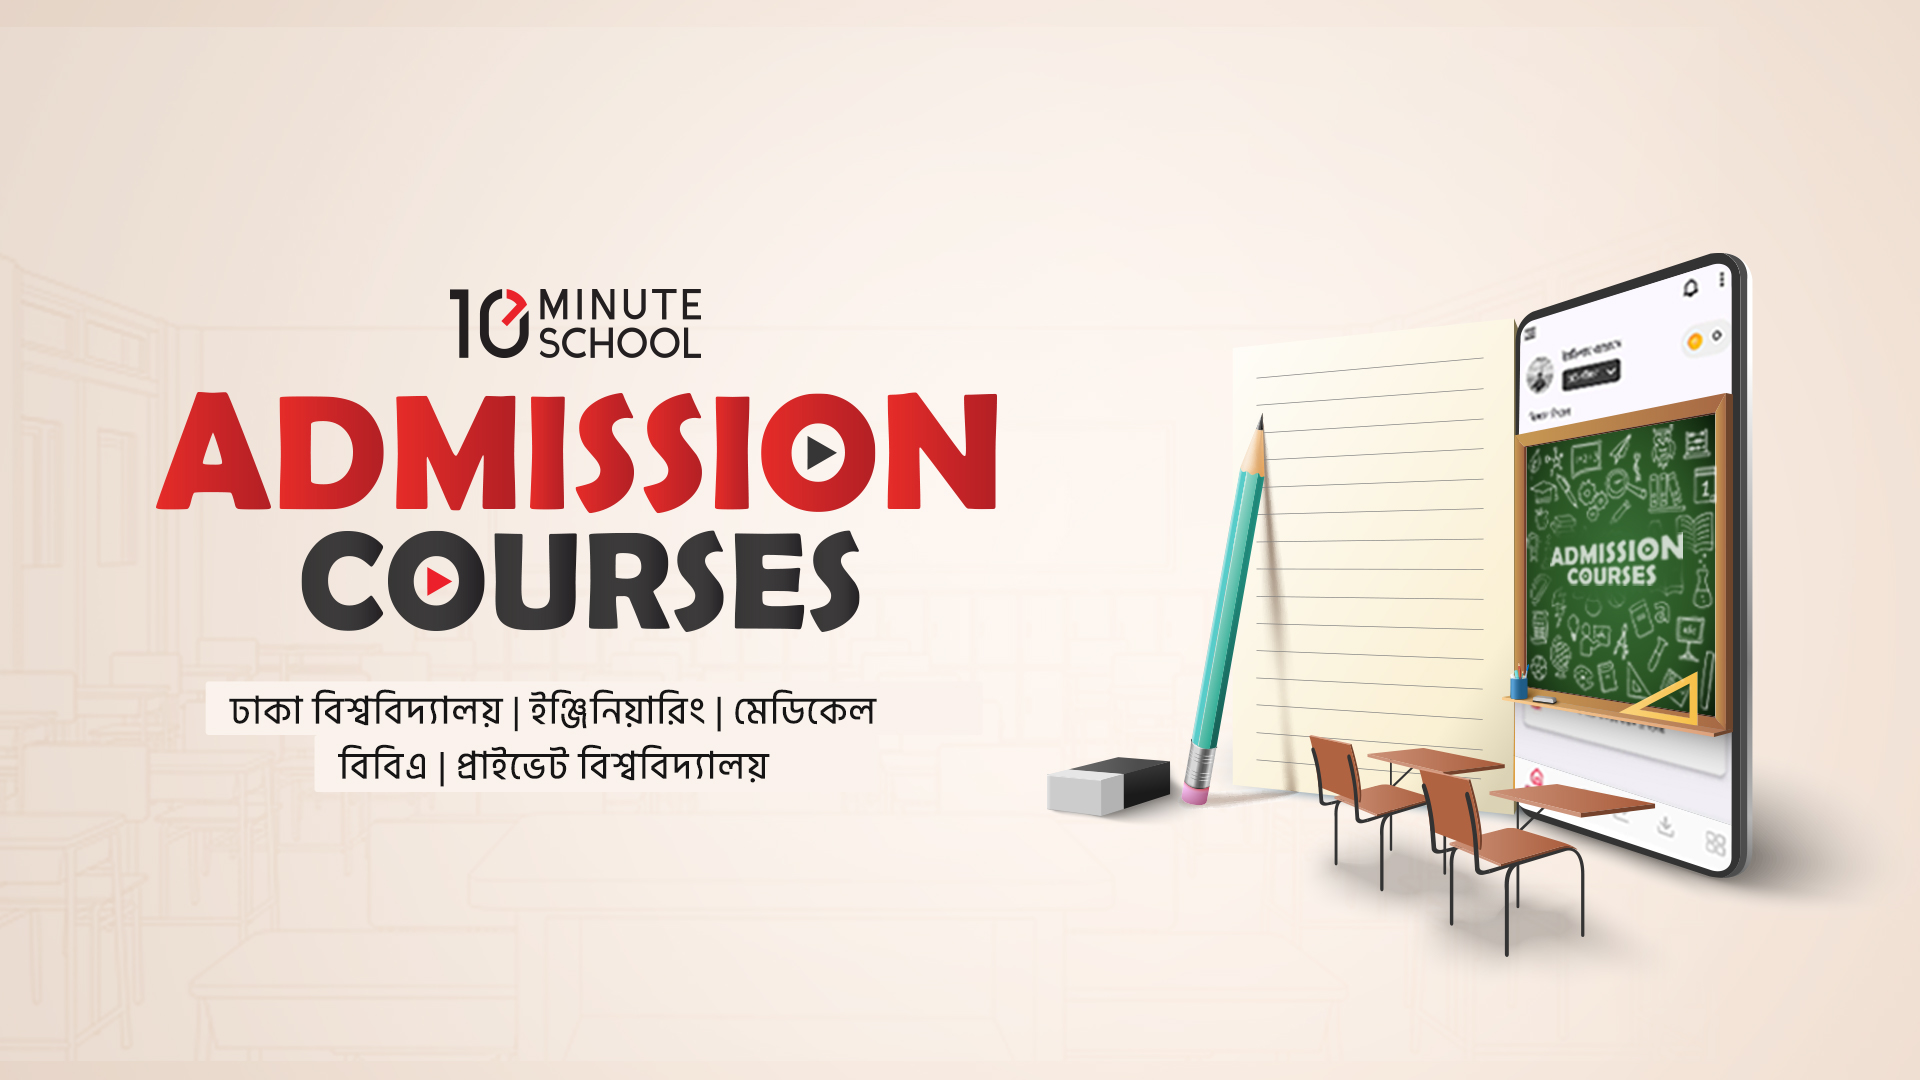 10 MINUTE
SCHOOL
ADMISSION
COURSES
ঢাকা বিশ্ববিদ্যালয় | ইঞ্জিনিয়ারিং | মেডিকেল
বিবিএ | প্রাইভেট বিশ্ববিদ্যালয়
ADMISSION
COURSES